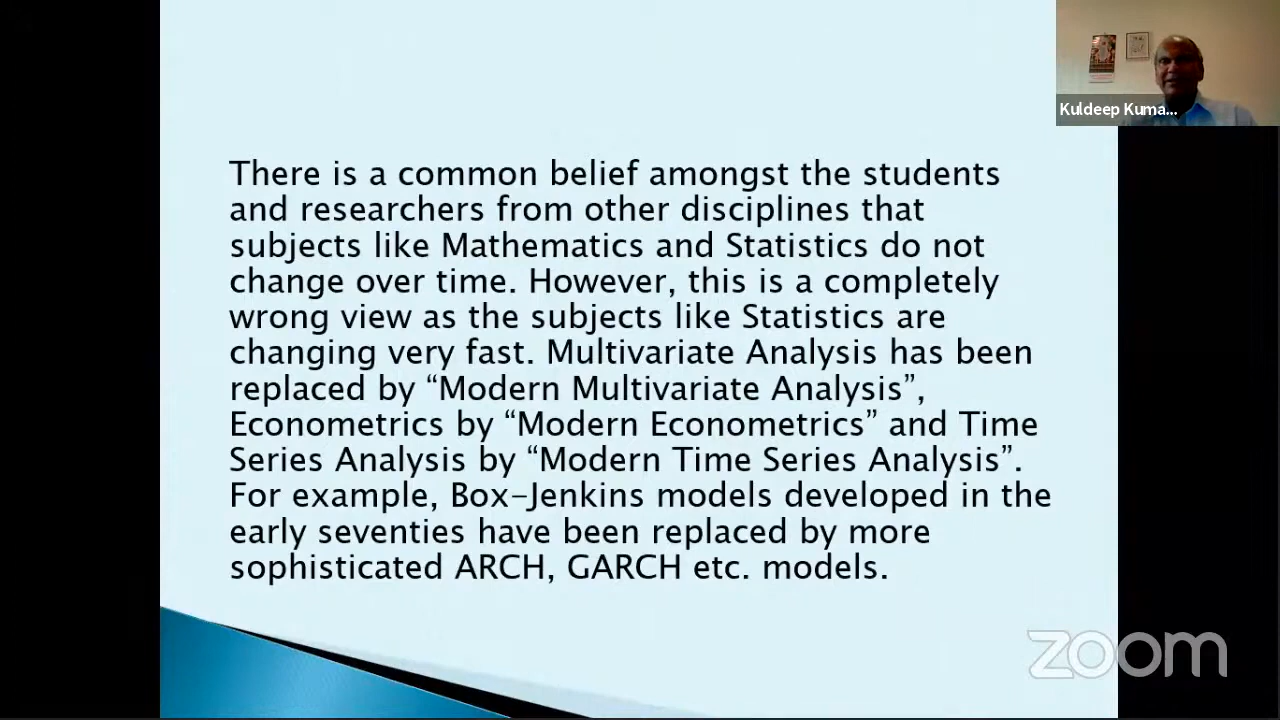 There is a common belief amongst the students
and researchers from other disciplines that
subjects like Mathematics and Statistics do not
change over time. However, this is a completely
wrong view as the subjects like Statistics are
changing very fast. Multivariate Analysis has been
replaced by “Modern Multivariate Analysis”,
Econometrics by “Modern Econometrics” and Time
Series Analysis by “Modern Time Series Analysis”.
For example, Box-Jenkins models developed in the
early seventies have been replaced by more
sophisticated ARCH, GARCH etc. models.
Kuldeep Kuma...
zoom